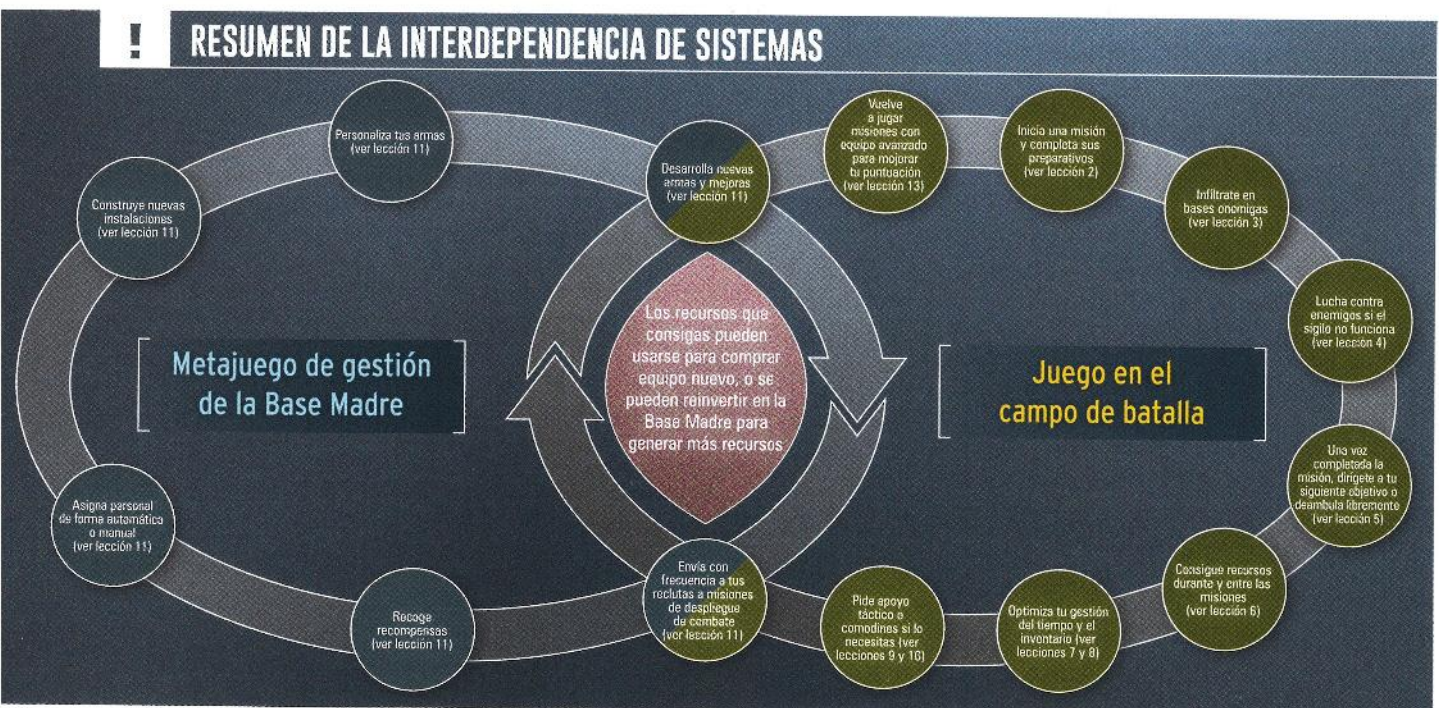 !
RESUMEN DE LA INTERDEPENDENCIA DE SISTEMAS
Personaliza tus armas
(ver lección 11)
Construye nuevas
instalaciones
(ver lección 11)
Metajuego de gestión
de la Base Madre
Asigna personal
de forma automática
o manual
(ver lección 11)
Recoge
recompensas
(ver lección 11)
Desarrolla nuevas
armas y mejoras
(ver lección 11)
Los recursos que
consigas pueden
usarse para comprar
equipo nuevo, o se
pueden reinvertir en la
Base Madre para
generar más recursos
Envía con
frecuencia a tus
reclutas a misiones
de despliegue
de combate
(ver lección 11)
Vuelve
a jugar
misiones con
equipo avanzado
para mejorar
tu puntuación
(ver lección 13)
Inicia una misión
y completa sus
preparativos
(ver lección 2)
Infíltrate en
bases enemigas
(ver lección 3)
Lucha contra
enemigos si el
sigilo no funciona
(ver lección 4)
Juego en el
campo de batalla
Una vez
completada la
misión, dirígete a tu
siguiente objetivo o
deambula libremente
(ver lección 5)
Consigue recursos
durante y entre las
misiones
(ver lección 6)
Optimiza tu gestión
del tiempo y el
inventario (ver
lecciones 7 y 8)
Pide apoyo
táctico o
comodines si lo
necesitas (ver
lecciones 9 y 10)